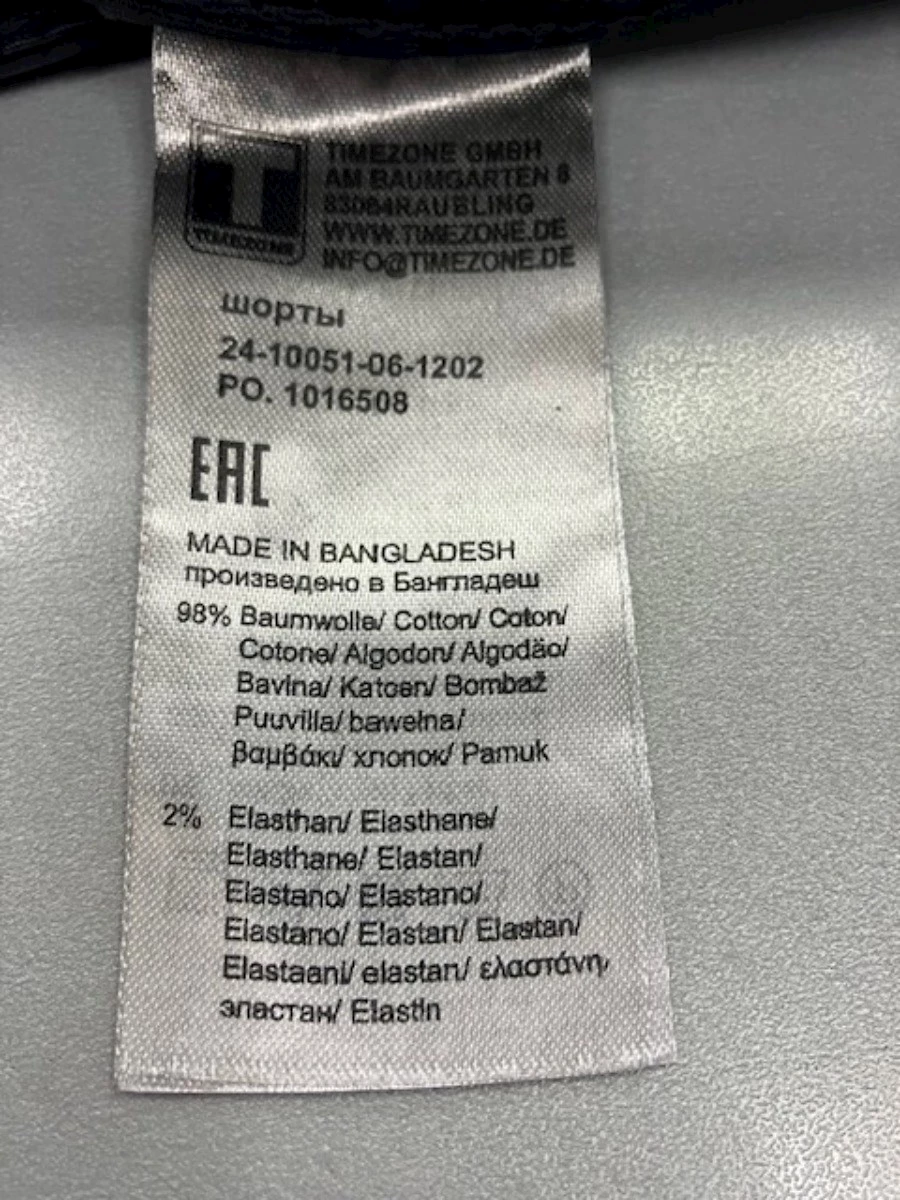 T
TIMEZONE
TIMEZONE GMBH
AM BAUMGARTEN 8
83064RAUBLING
WWW.TIMEZONE.DE
INFO@TIMEZONE.DE
шорты
24-10051-06-1202
PO. 1016508
EAC
MADE IN BANGLADESH
произведено в Бангладеш
98% Baumwolle/ Cotton/ Coton/
Cotone/ Algodon/ Algodão/
Bavlna/ Katoen/ Bombaž
Puuvilla/ bawełna/
βαμβάκι/ хлопок/ Pamuk
2% Elasthan/ Elasthane/
Elasthane/ Elastan/
Elastano/ Elastano/
Elastano/ Elastan/ Elastan/
Elastaani/ elastan/ ελαστάνη,
эластан/ Elastin